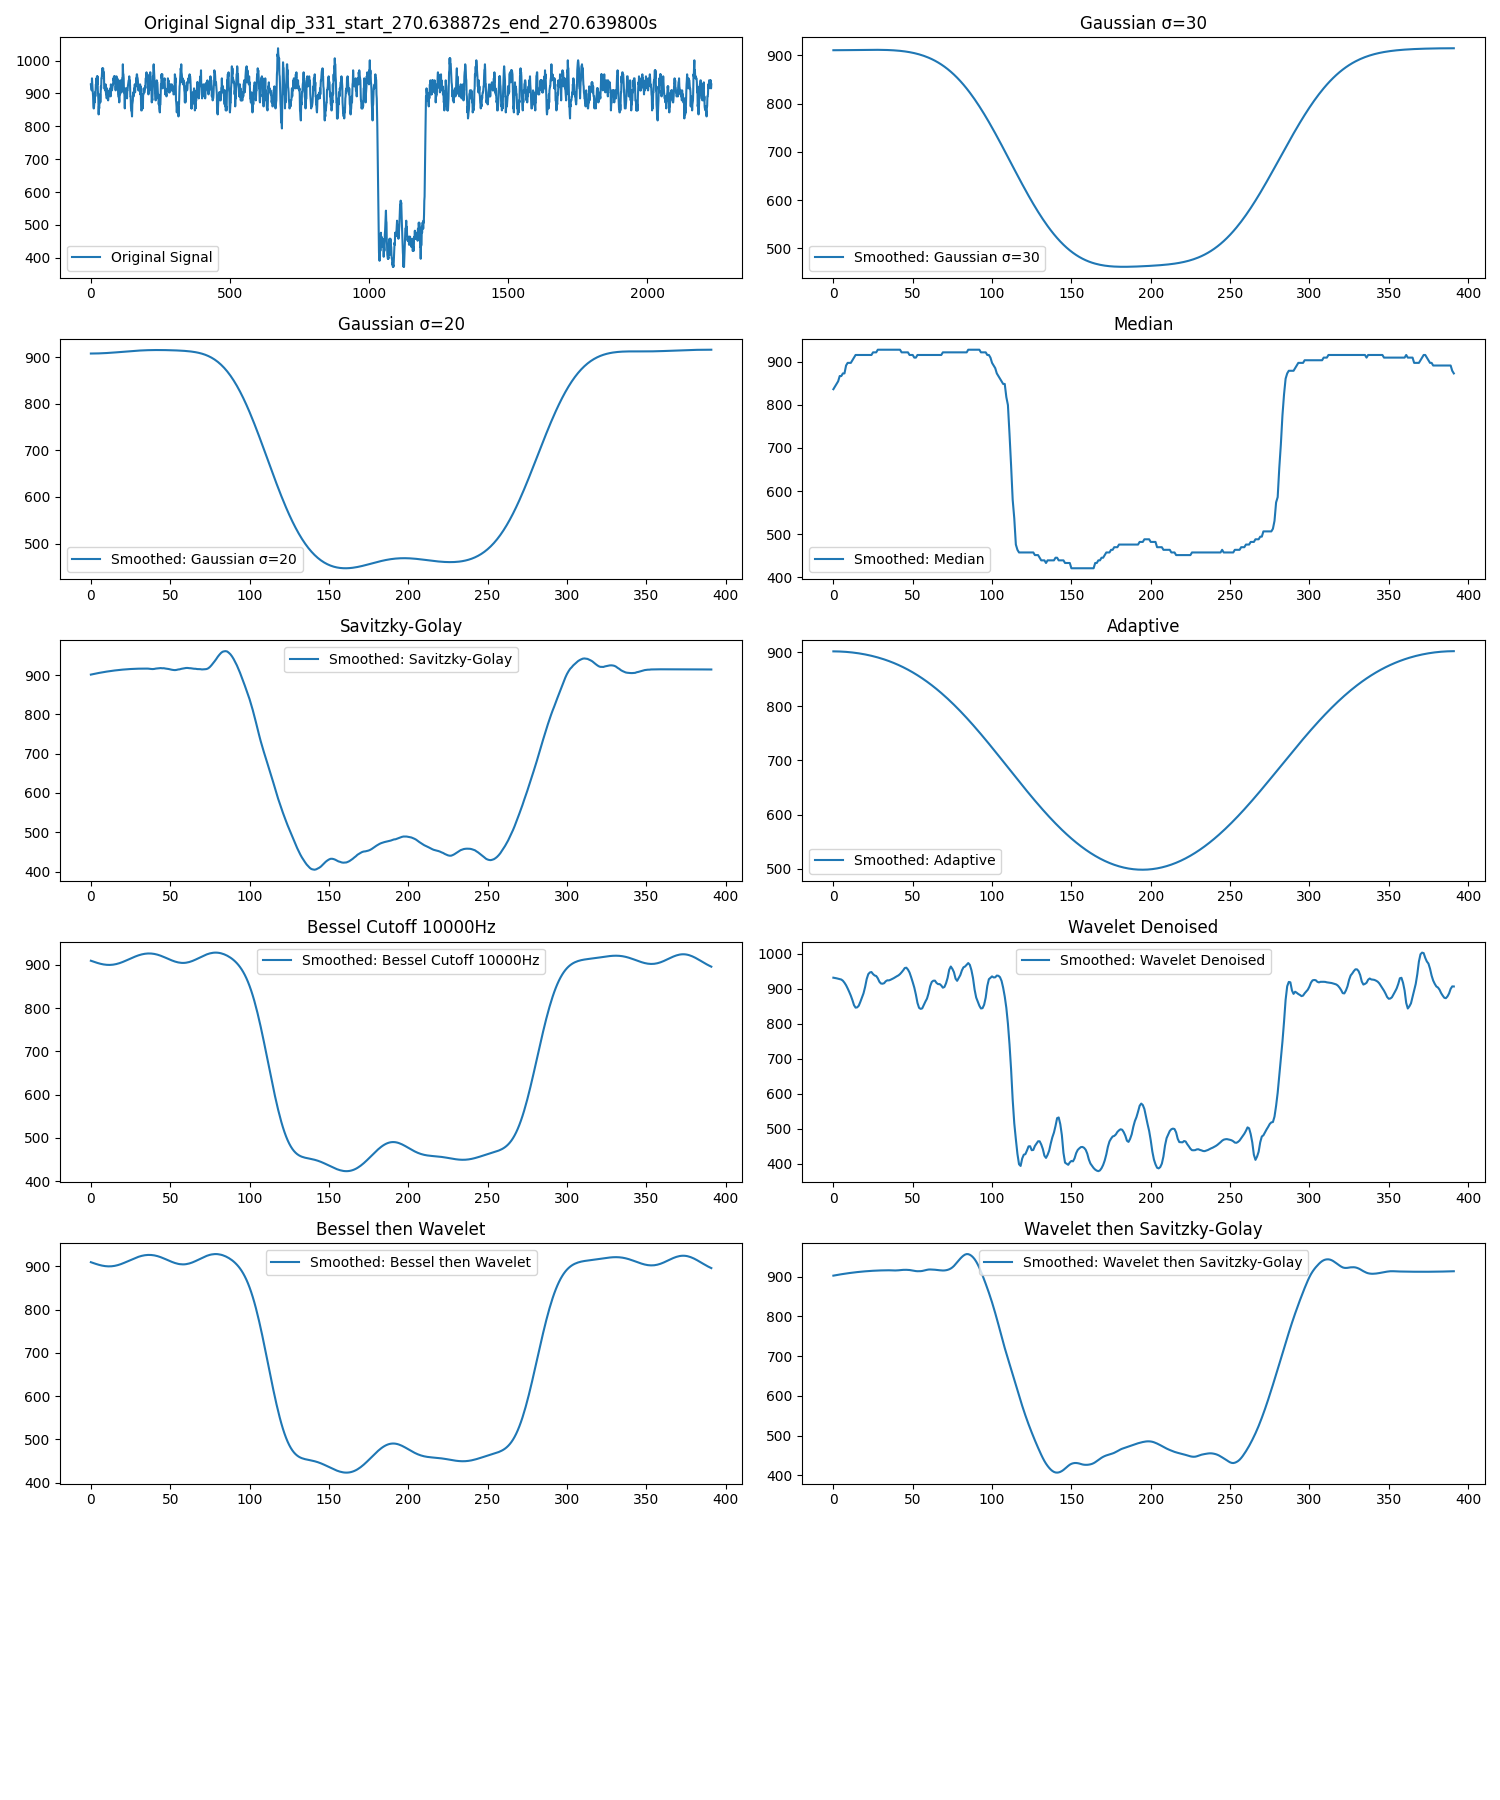 Original Signal dip_331_start_270.638872s_end_270.639800s
1000
900
800
700
600
500
400
Original Signal
0 500 1000 1500 2000
Gaussian σ=30
900
800
700
600
500
Smoothed: Gaussian σ=30
0 50 100 150 200 250 300 350 400
Gaussian σ=20
900
800
700
600
500
Smoothed: Gaussian σ=20
0 50 100 150 200 250 300 350 400
Median
900
800
700
600
500
400
Smoothed: Median
0 50 100 150 200 250 300 350 400
Savitzky-Golay
Smoothed: Savitzky-Golay
900
800
700
600
500
400
0 50 100 150 200 250 300 350 400
Adaptive
900
800
700
600
500
Smoothed: Adaptive
0 50 100 150 200 250 300 350 400
Bessel Cutoff 10000Hz
Smoothed: Bessel Cutoff 10000Hz
900
800
700
600
500
400
0 50 100 150 200 250 300 350 400
Wavelet Denoised
Smoothed: Wavelet Denoised
1000
900
800
700
600
500
400
0 50 100 150 200 250 300 350 400
Bessel then Wavelet
Smoothed: Bessel then Wavelet
900
800
700
600
500
400
0 50 100 150 200 250 300 350 400
Wavelet then Savitzky-Golay
Smoothed: Wavelet then Savitzky-Golay
900
800
700
600
500
400
0 50 100 150 200 250 300 350 400